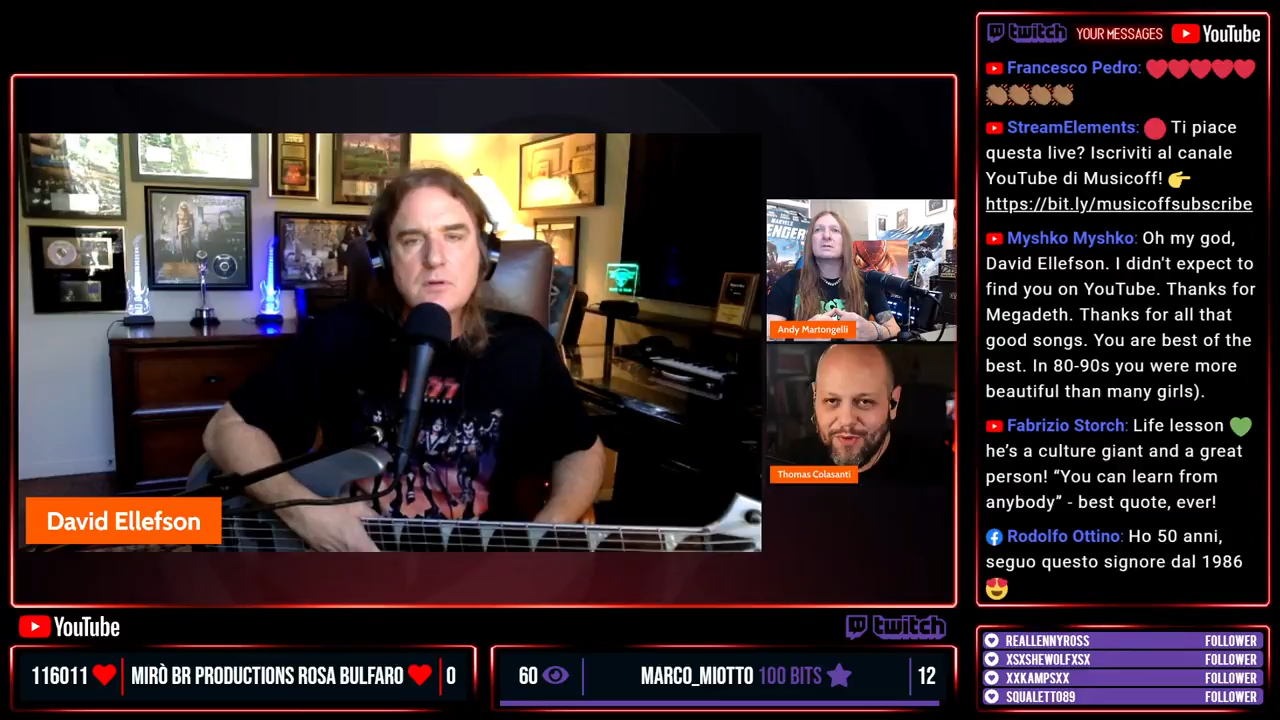 twitch YOUR MESSAGES YouTube
Francesco Pedro: ❤❤❤❤❤
👏🏽👏🏽👏🏽👏🏽
StreamElements: 🔴 Ti piace
questa live? Iscriviti al canale
YouTube di Musicoff! 👉
https://bit.ly/musicoffsubscribe
Myshko Myshko: Oh my god,
David Ellefson. I didn't expect to
find you on YouTube. Thanks for
Megadeth. Thanks for all that
good songs. You are best of the
best. In 80-90s you were more
beautiful than many girls).
Fabrizio Storch: Life lesson 💚
he's a culture giant and a great
person! “You can learn from
anybody” - best quote, ever!
Rodolfo Ottino: Ho 50 anni,
seguo questo signore dal 1986
😍
Andy Martongelli
Thomas Colasanti
David Ellefson
YouTube
twitch
116011 ❤ MIRÒ BR PRODUCTIONS ROSA BULFARO ❤ 0
60 MARCO_MIOTTO 100 BITS ★ 12
REALLENNYROSS FOLLOWER
XSXSHEWOLFXSX FOLLOWER
XXKAMPSXX FOLLOWER
SQUALETTO89 FOLLOWER